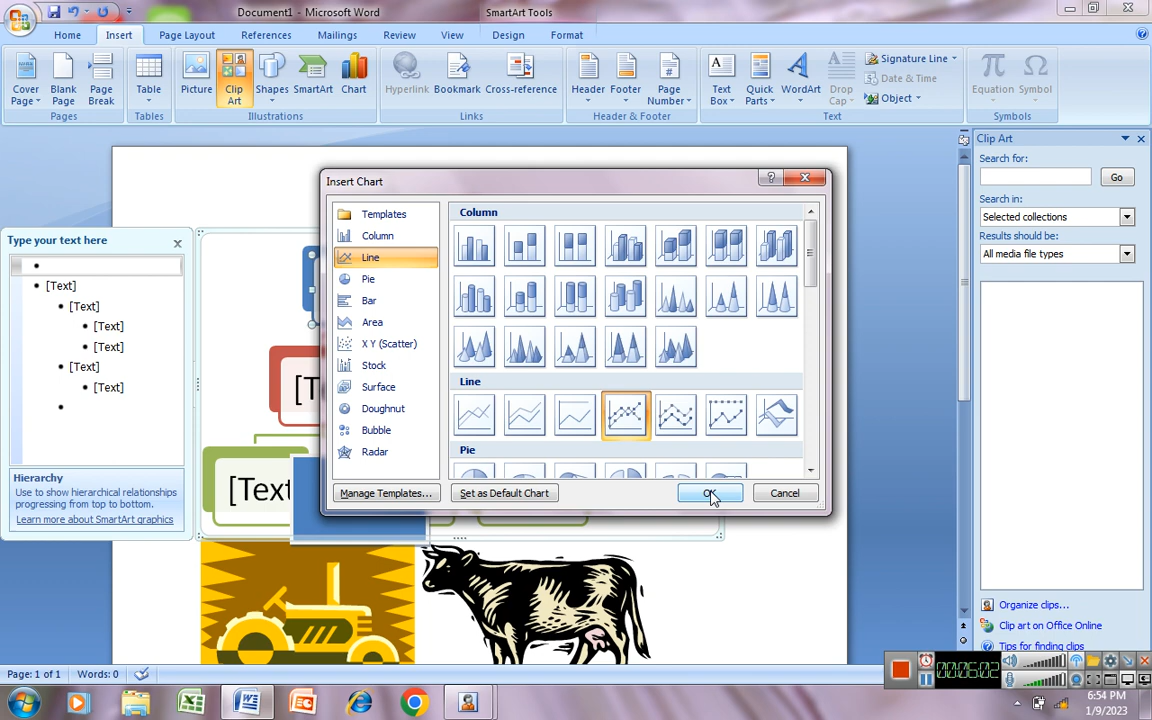 Document1 - Microsoft Word
SmartArt Tools
Home
Insert
Page Layout
References
Mailings
Review
View
Design
Format
Cover Page
Blank Page
Page Break
Table
Picture
Clip Art
Shapes
SmartArt
Chart
Hyperlink
Bookmark
Cross-reference
Header
Footer
Page Number
Text Box
Quick Parts
WordArt
Drop Cap
Signature Line
Date & Time
Object
Equation
Symbol
Pages
Tables
Illustrations
Links
Header & Footer
Text
Symbols
Type your text here
[Text]
[Text]
[Text]
[Text]
[Text]
[Text]
Hierarchy
Use to show hierarchical relationships
progressing from top to bottom.
Learn more about SmartArt graphics
[T
[Text
Insert Chart
Templates
Column
Line
Pie
Bar
Area
X Y (Scatter)
Stock
Surface
Doughnut
Bubble
Radar
Column
Line
Pie
Manage Templates...
Set as Default Chart
OK
Cancel
Clip Art
Search for:
Go
Search in:
Selected collections
Results should be:
All media file types
Organize clips...
Clip art on Office Online
Tips for finding clips
Page: 1 of 1
Words: 0
00:06:02
6:54 PM
1/9/2023